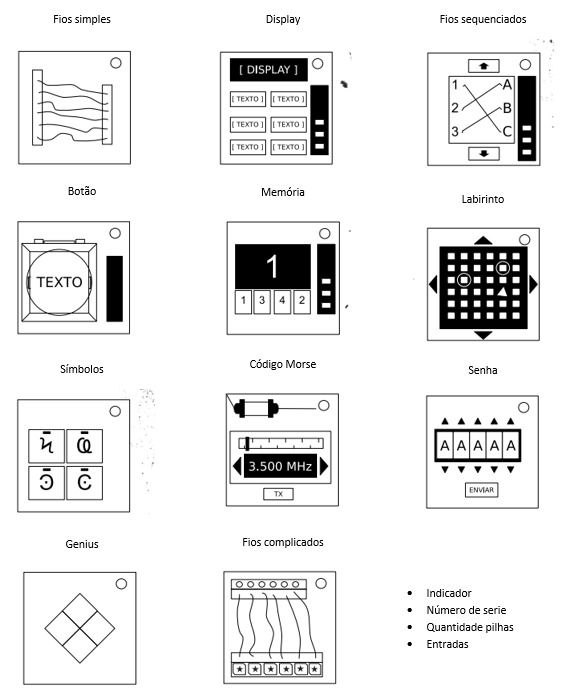 Fios simples
Display
Fios sequenciados
[ DISPLAY ]
[ TEXTO ] [ TEXTO ]
[ TEXTO ] [ TEXTO ]
[ TEXTO ] [ TEXTO ]
1 A
2 B
3 C
Botão
Memória
Labirinto
TEXTO
1
1 3 4 2
Símbolos
Código Morse
Senha
3.500 MHz
TX
A A A A A
ENVIAR
Genius
Fios complicados
• Indicador
• Número de serie
• Quantidade pilhas
• Entradas